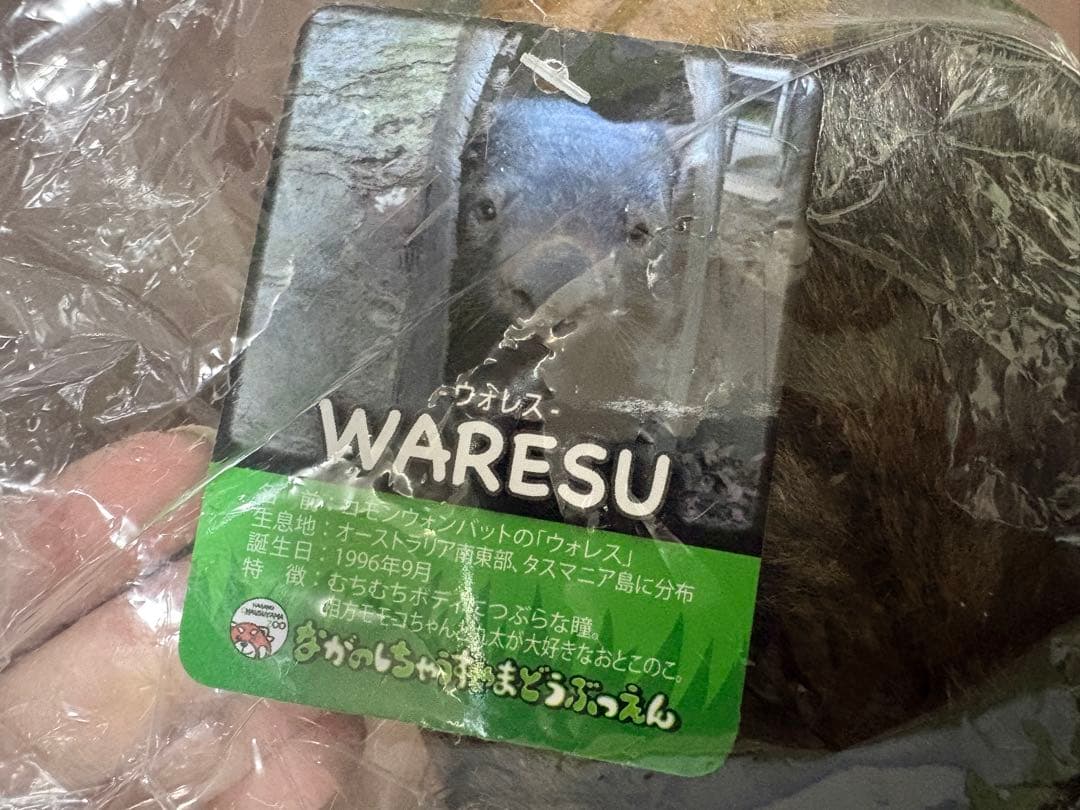 -ウォレス-
WARESU
前：コモンウォンバットの「ウォレス」
生息地：オーストラリア南東部、タスマニア島に分布
誕生日：1996年9月
特 徴：むちむちボディにつぶらな瞳。
相方モモコちゃんと丸太が大好きなおとこのこ。
NAGANO
CHAUSUYAMA
ZOO
ながのしちゃうすやまどうぶつえん